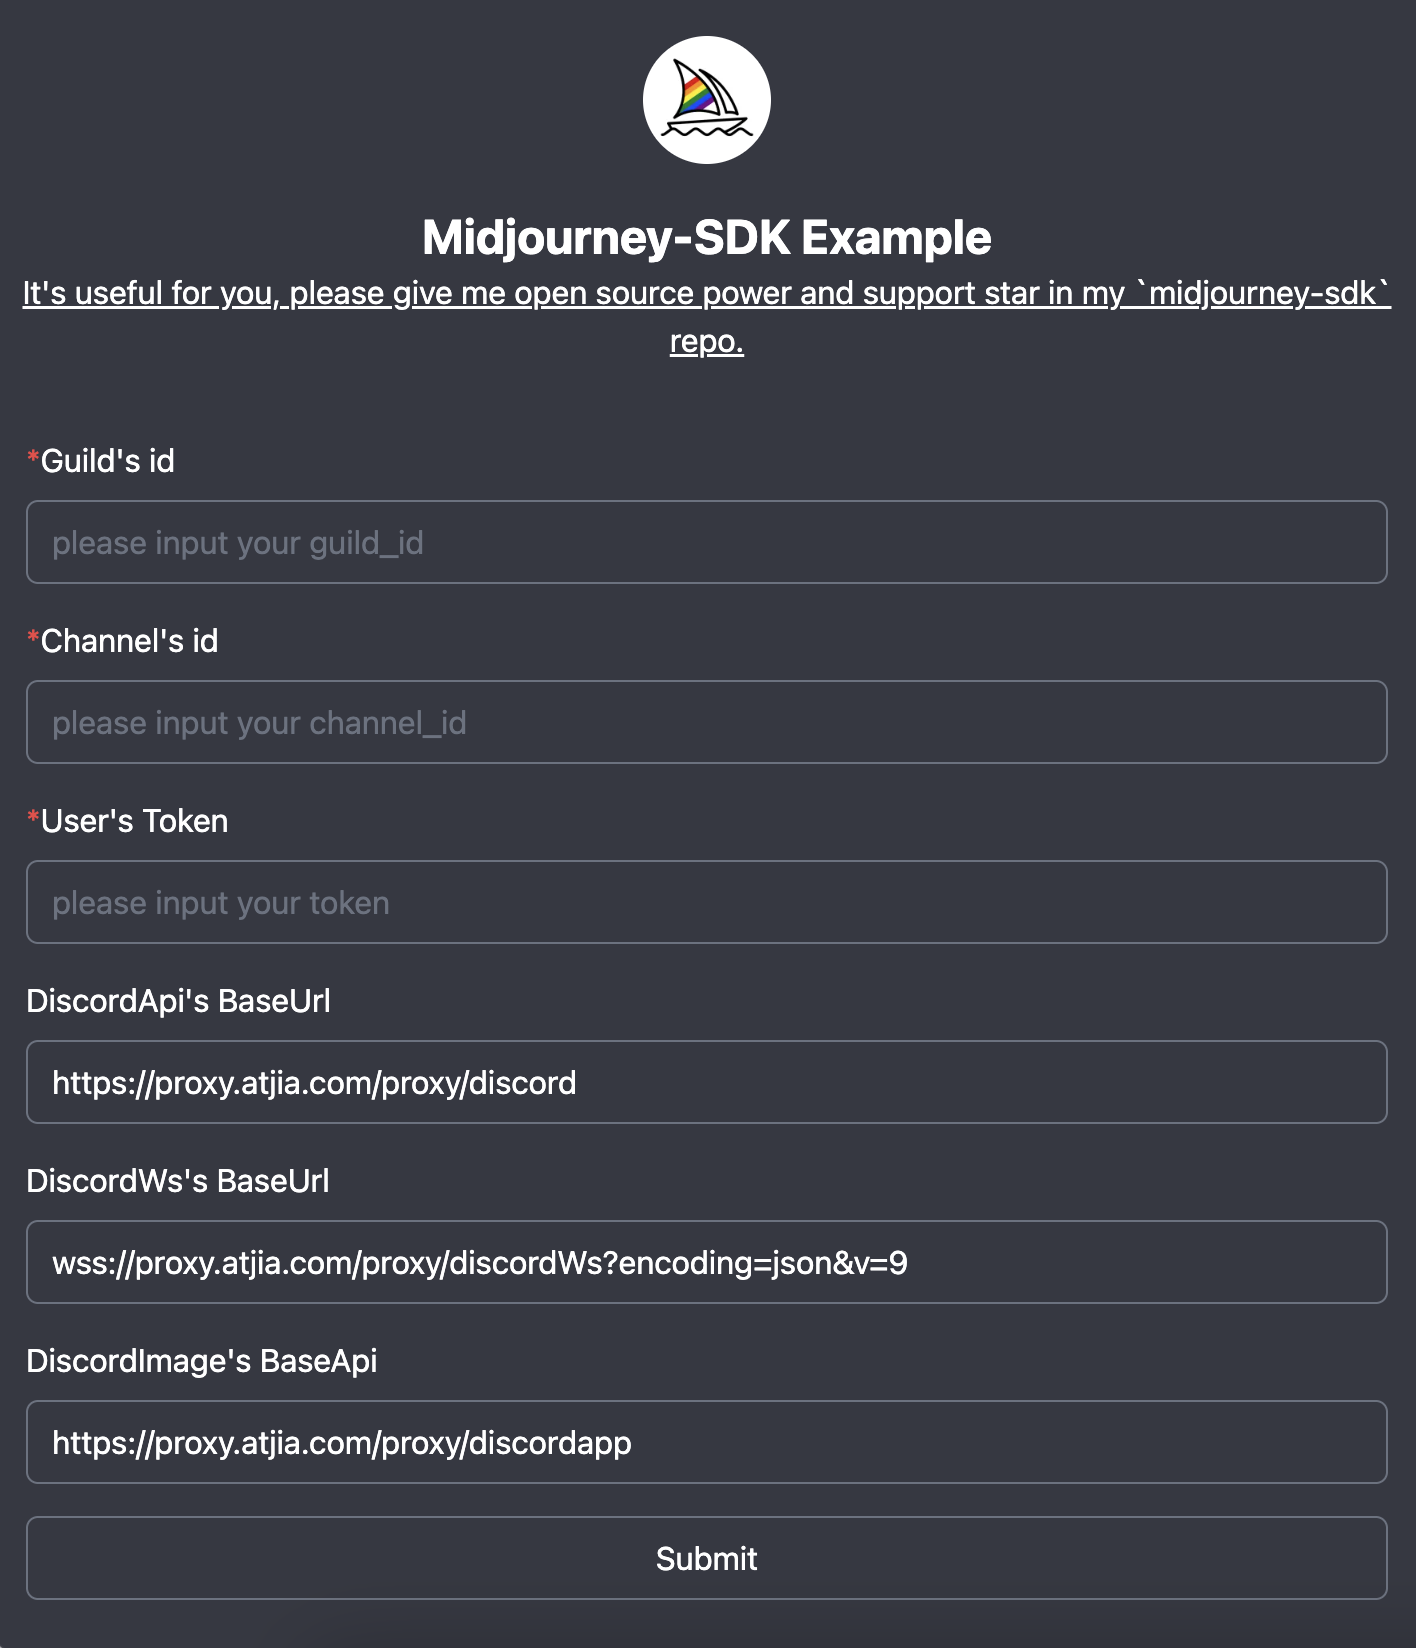 Midjourney-SDK Example
It's useful for you, please give me open source power and support star in my `midjourney-sdk`
repo.
*Guild's id
please input your guild_id
*Channel's id
please input your channel_id
*User's Token
please input your token
DiscordApi's BaseUrl
https://proxy.atjia.com/proxy/discord
DiscordWs's BaseUrl
wss://proxy.atjia.com/proxy/discordWs?encoding=json&v=9
DiscordImage's BaseApi
https://proxy.atjia.com/proxy/discordapp
Submit